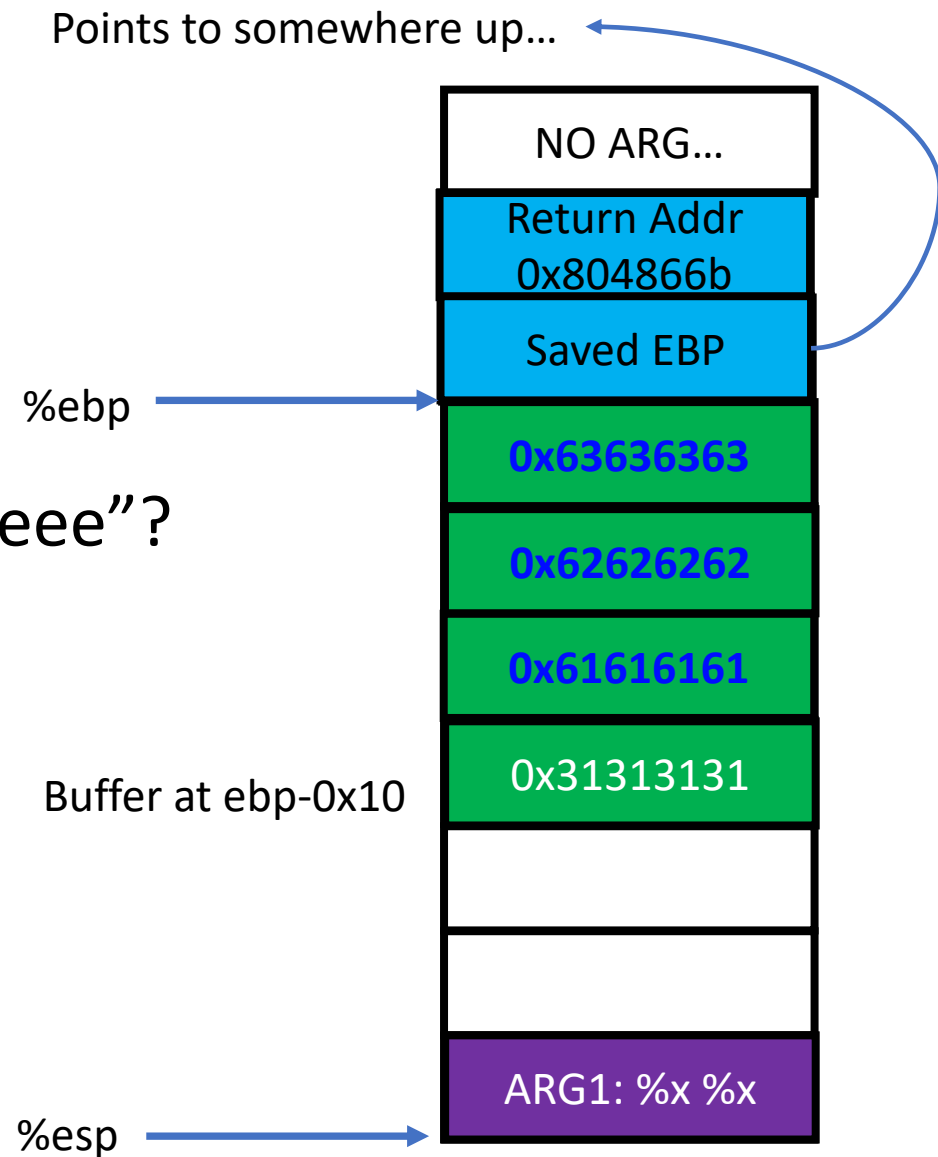 Points to somewhere up…
NO ARG…
Return Addr
0x804866b
Saved EBP
%ebp
0x63636363
eee”?
0x62626262
0x61616161
0x31313131
Buffer at ebp-0x10
ARG1: %x %x
%esp